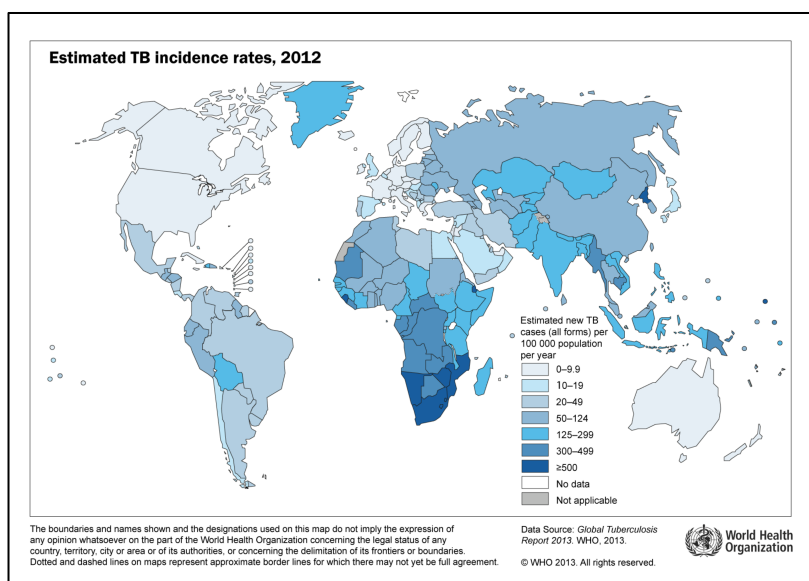 Estimated TB incidence rates, 2012
Estimated new TB
cases (all forms) per
100 000 population
per year
0–9.9
10–19
20–49
50–124
125–299
300–499
≥500
No data
Not applicable
The boundaries and names shown and the designations used on this map do not imply the expression of
any opinion whatsoever on the part of the World Health Organization concerning the legal status of any
country, territory, city or area or of its authorities, or concerning the delimitation of its frontiers or boundaries.
Dotted and dashed lines on maps represent approximate border lines for which there may not yet be full agreement.
Data Source: Global Tuberculosis
Report 2013. WHO, 2013.
© WHO 2013. All rights reserved.
World Health
Organization